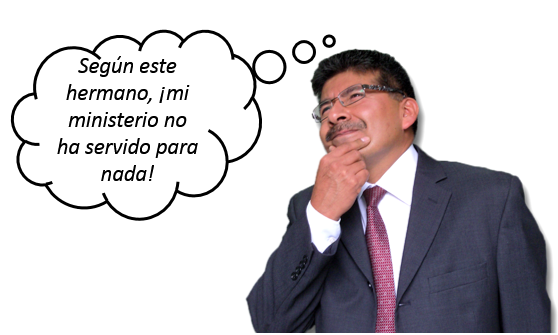 Según este
hermano, ¡mi
ministerio no
ha servido para
nada!